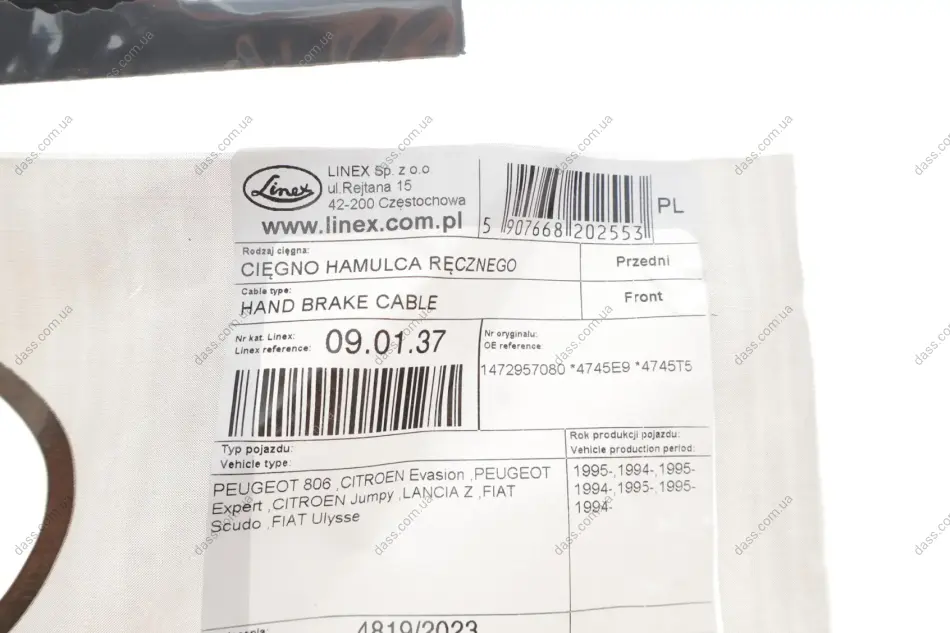 Linex
LINEX Sp. z o.o
ul.Rejtana 15
42-200 Częstochowa
www.linex.com.pl
5 907668 202553
PL
Rodzaj cięgna:
CIĘGNO HAMULCA RĘCZNEGO
Przedni
Cable type:
HAND BRAKE CABLE
Front
Nr kat. Linex:
Linex reference:
09.01.37
Nr oryginału:
OE reference:
1472957080 *4745E9 *4745T5
Typ pojazdu:
Vehicle type:
Rok produkcji pojazdu:
Vehicle production period:
PEUGEOT 806 ,CITROEN Evasion ,PEUGEOT
Expert ,CITROEN Jumpy ,LANCIA Z ,FIAT
Scudo ,FIAT Ulysse
1995-,1994-,1995-
1994-,1995-,1995-
1994-
4819/2023
dass.com.ua